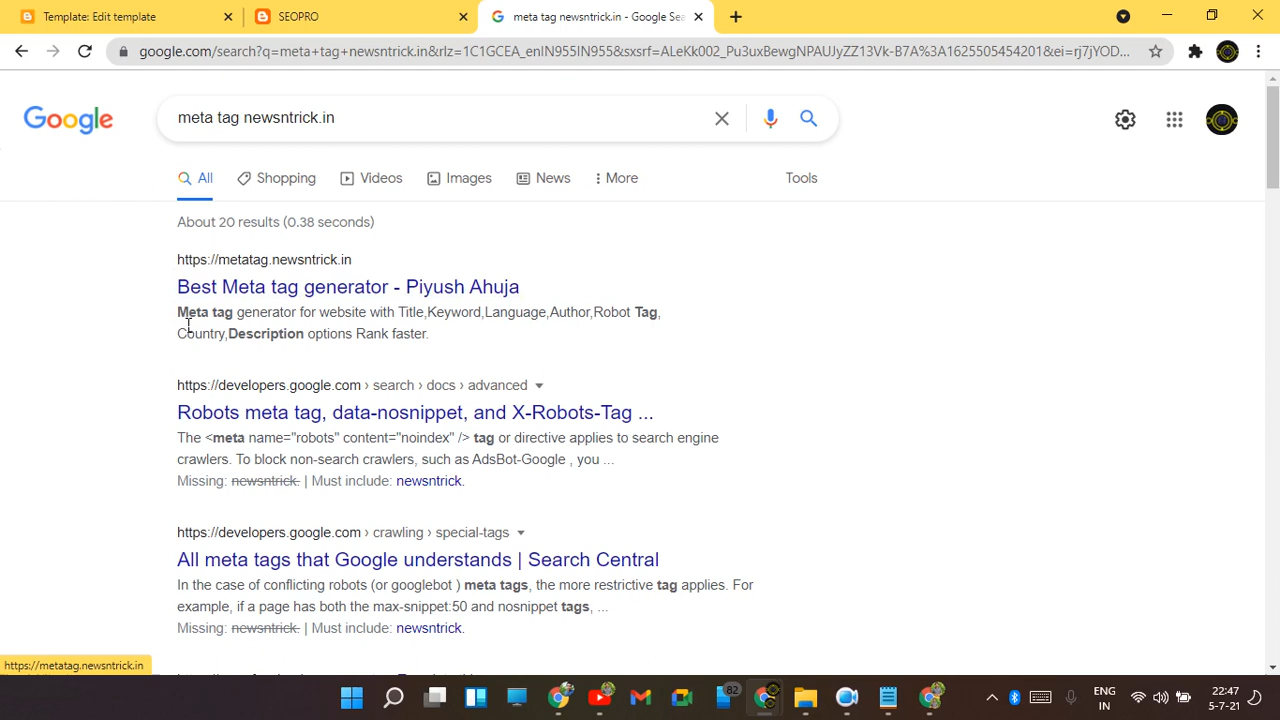 Template: Edit template
SEOPRO
meta tag newsntrick.in - Google Sea
google.com/search?q=meta+tag+newsntrick.in&rlz=1C1GCEA_enIN955IN955&sxsrf=ALeKk002_Pu3uxBewgNPAUJyZZ13Vk-B7A%3A1625505454201&ei=rj7jYOD...
Google
meta tag newsntrick.in
All
Shopping
Videos
Images
News
More
Tools
About 20 results (0.38 seconds)
https://metatag.newsntrick.in
Best Meta tag generator - Piyush Ahuja
Meta tag generator for website with Title,Keyword,Language,Author,Robot Tag,
Country,Description options Rank faster.
https://developers.google.com › search › docs › advanced
Robots meta tag, data-nosnippet, and X-Robots-Tag ...
The <meta name="robots" content="noindex" /> tag or directive applies to search engine
crawlers. To block non-search crawlers, such as AdsBot-Google , you ...
Missing: newsntrick. | Must include: newsntrick.
https://developers.google.com › crawling › special-tags
All meta tags that Google understands | Search Central
In the case of conflicting robots (or googlebot ) meta tags, the more restrictive tag applies. For
example, if a page has both the max-snippet:50 and nosnippet tags, ...
Missing: newsntrick. | Must include: newsntrick.
https://metatag.newsntrick.in
82
ENG
IN
22:47
5-7-21